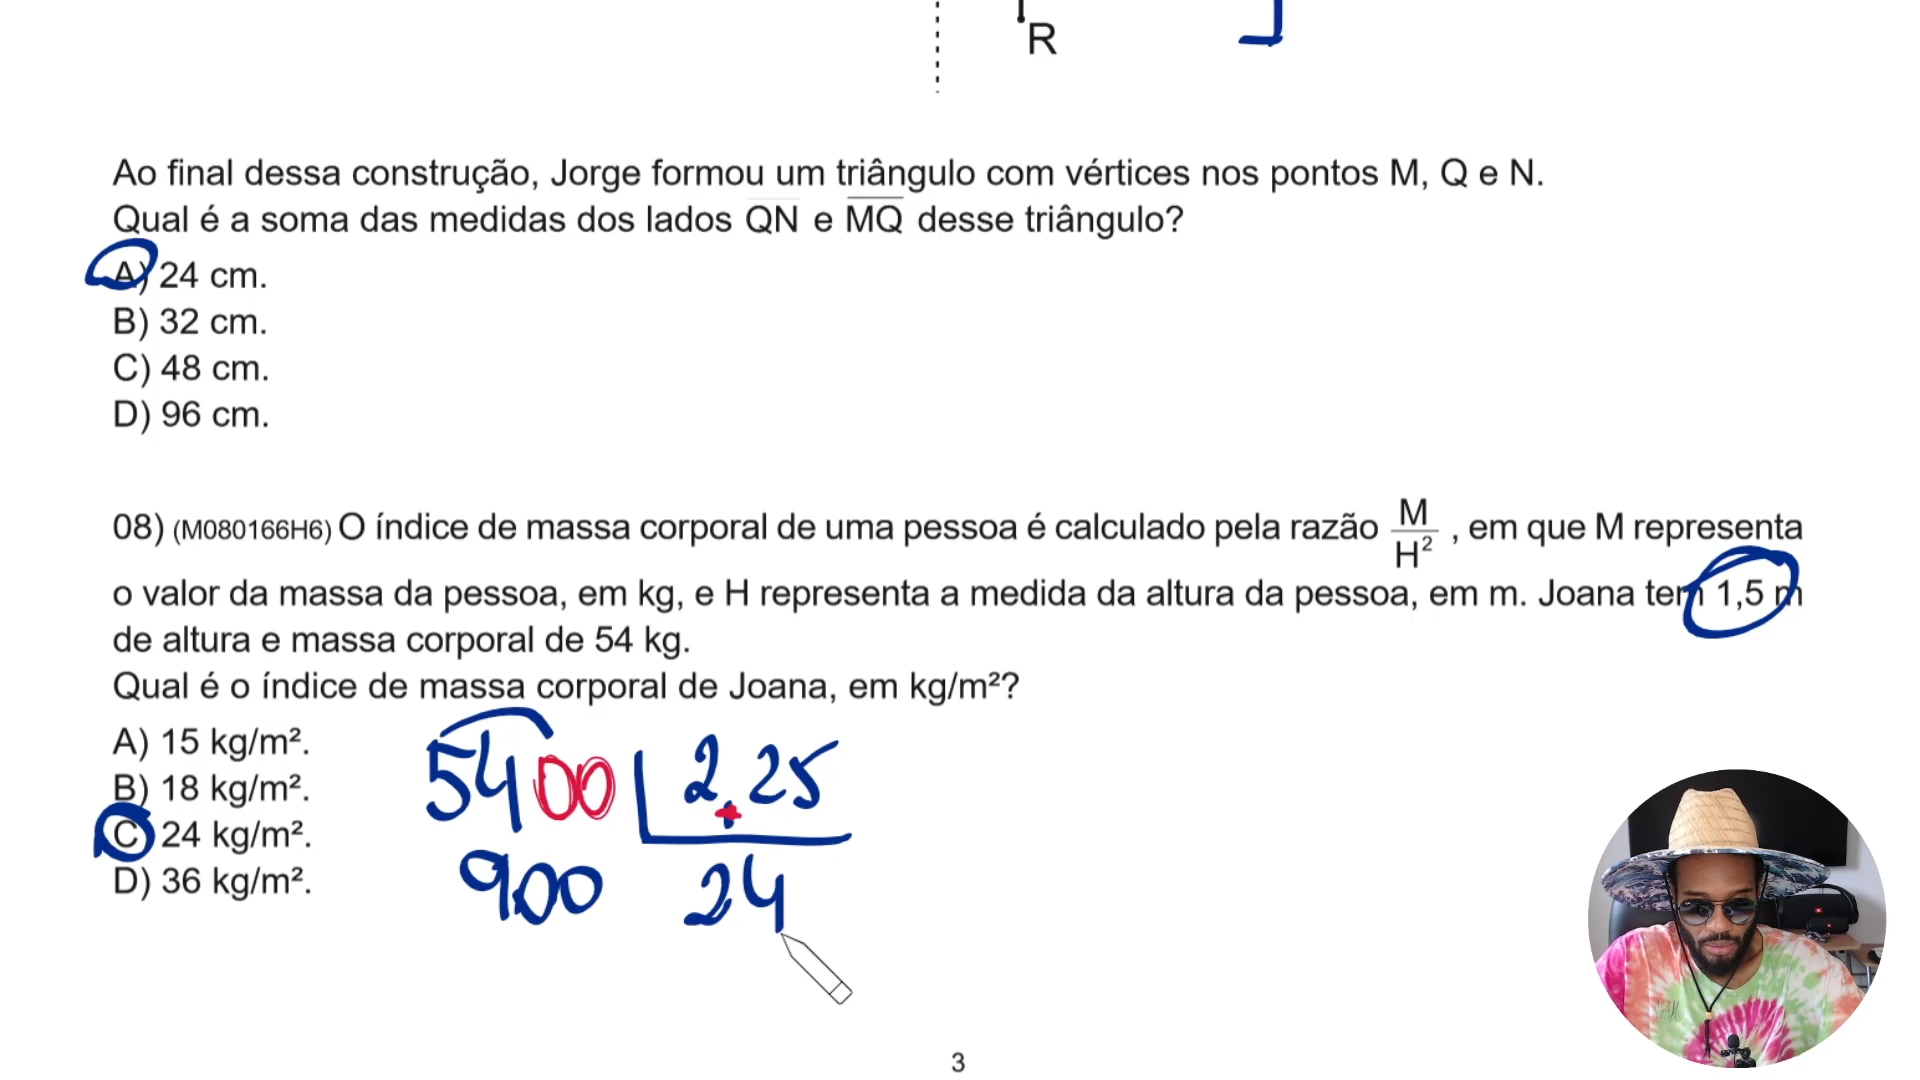 R
Ao final dessa construção, Jorge formou um triângulo com vértices nos pontos M, Q e N.
Qual é a soma das medidas dos lados QN e MQ desse triângulo?
A) 24 cm.
B) 32 cm.
C) 48 cm.
D) 96 cm.
08) (M080166H6) O índice de massa corporal de uma pessoa é calculado pela razão M/H², em que M representa
o valor da massa da pessoa, em kg, e H representa a medida da altura da pessoa, em m. Joana tem 1,5 m
de altura e massa corporal de 54 kg.
Qual é o índice de massa corporal de Joana, em kg/m²?
A) 15 kg/m².
B) 18 kg/m².
C) 24 kg/m².
D) 36 kg/m².
5400 2,25
900 24
3